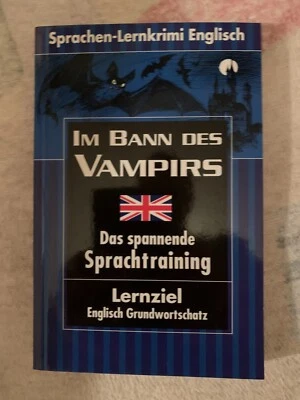 Sprachen-Lernkrimi Englisch
IM BANN DES
VAMPIRS
Das spannende
Sprachtraining
Lernziel
Englisch Grundwortschatz